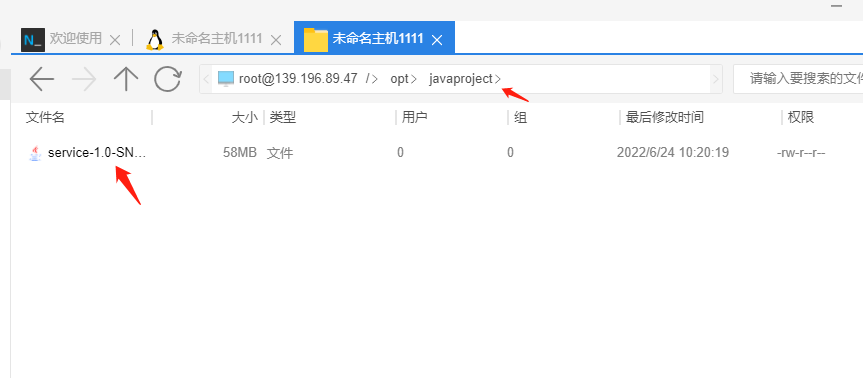 N_ 欢迎使用 未命名主机1111 未命名主机1111
root@139.196.89.47 /> opt> javaproject> 请输入要搜索的文件
文件名 大小 类型 用户 组 最后修改时间 权限
service-1.0-SN... 58MB 文件 0 0 2022/6/24 10:20:19 -rw-r--r--